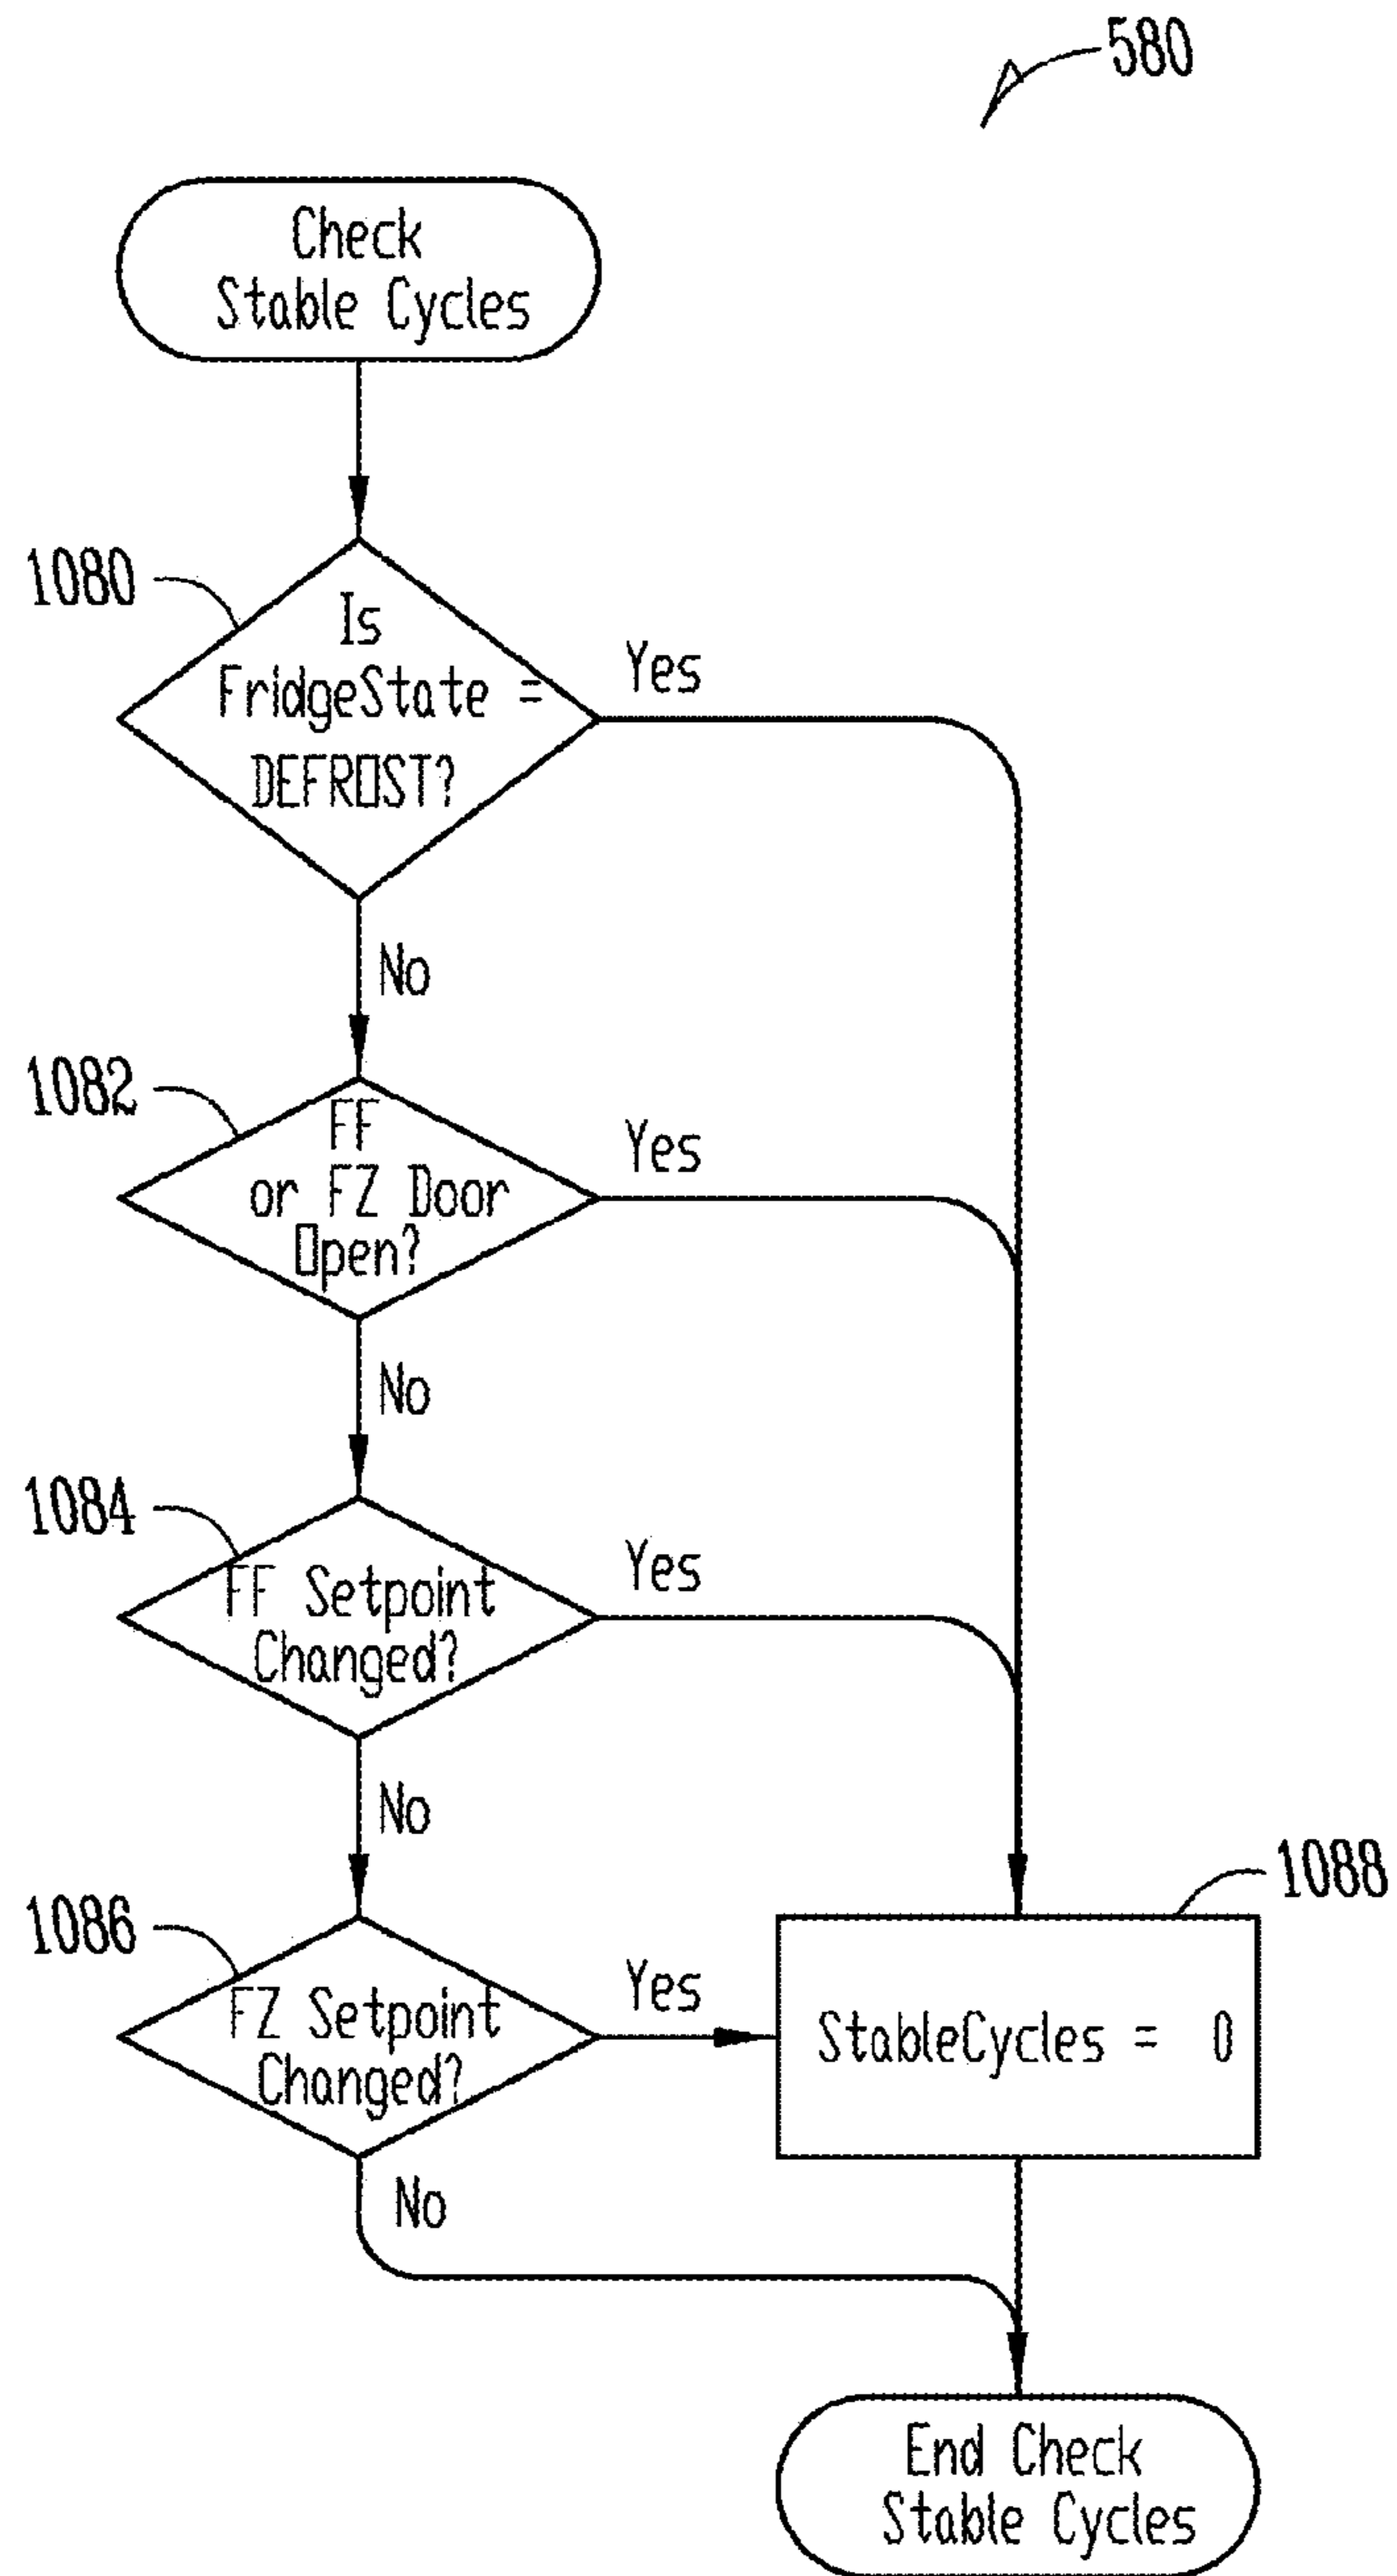 580
Check
Stable Cycles
1080
Is
FridgeState =
DEFROST?
Yes
No
1082
FF
or FZ Door
Open?
Yes
No
1084
FF Setpoint
Changed?
Yes
No
1086
FZ Setpoint
Changed?
Yes
No
1088
StableCycles = 0
End Check
Stable Cycles